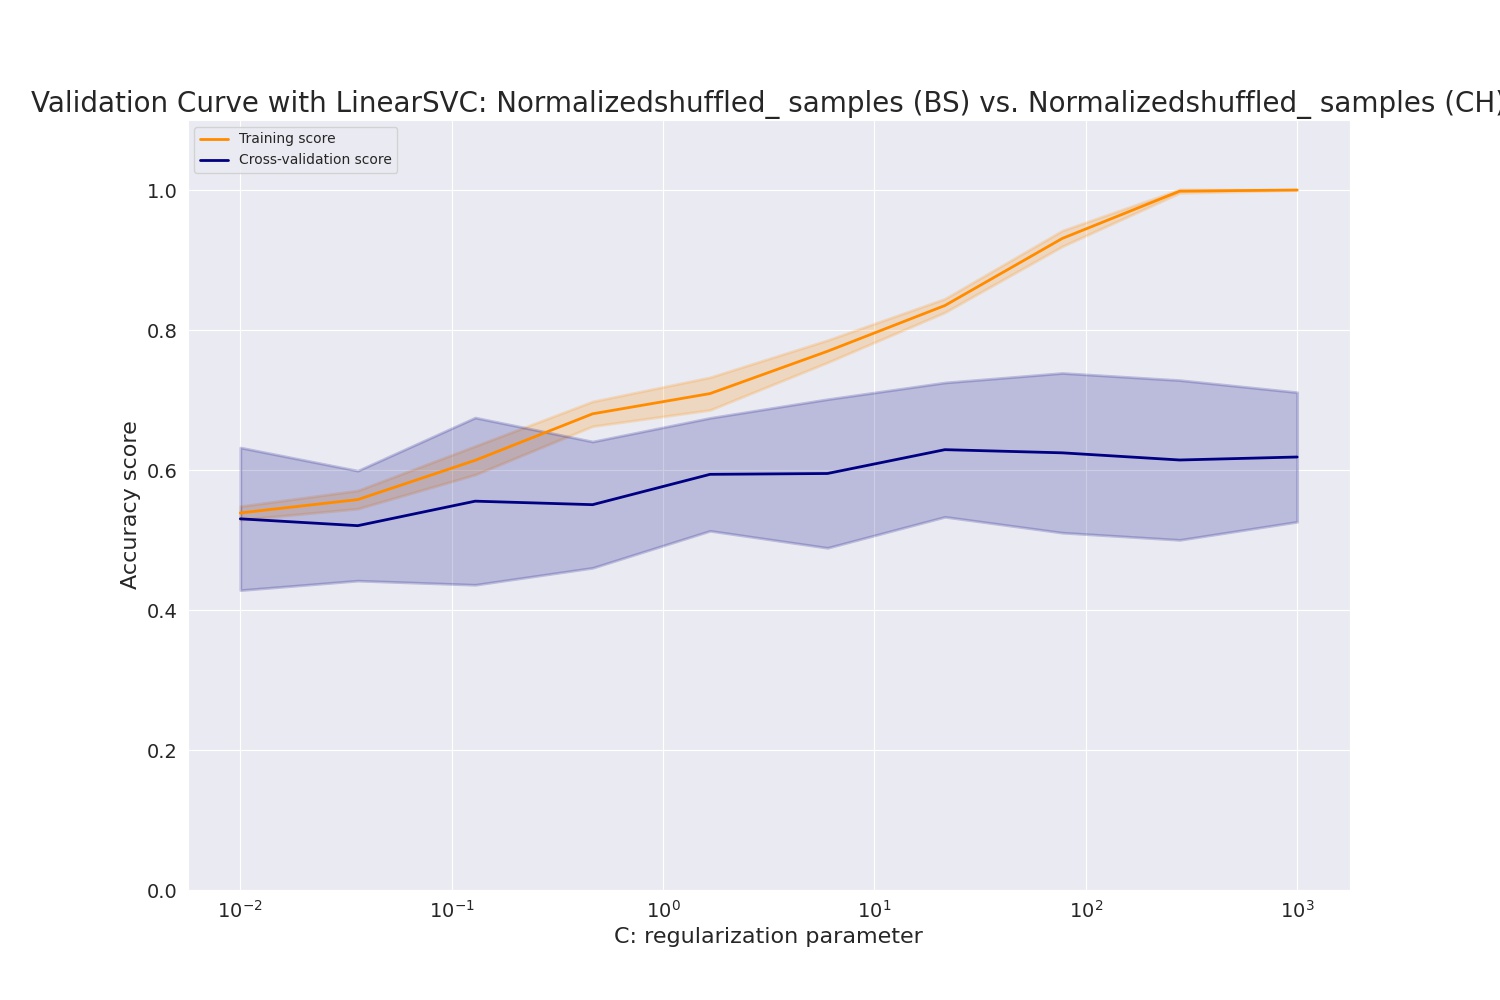 Validation Curve with LinearSVC: Normalizedshuffled_ samples (BS) vs. Normalizedshuffled_ samples (CH)
Training score
Cross-validation score
1.0
0.8
0.6
0.4
0.2
0.0
Accuracy score
10⁻² 10⁻¹ 10⁰ 10¹ 10² 10³
C: regularization parameter